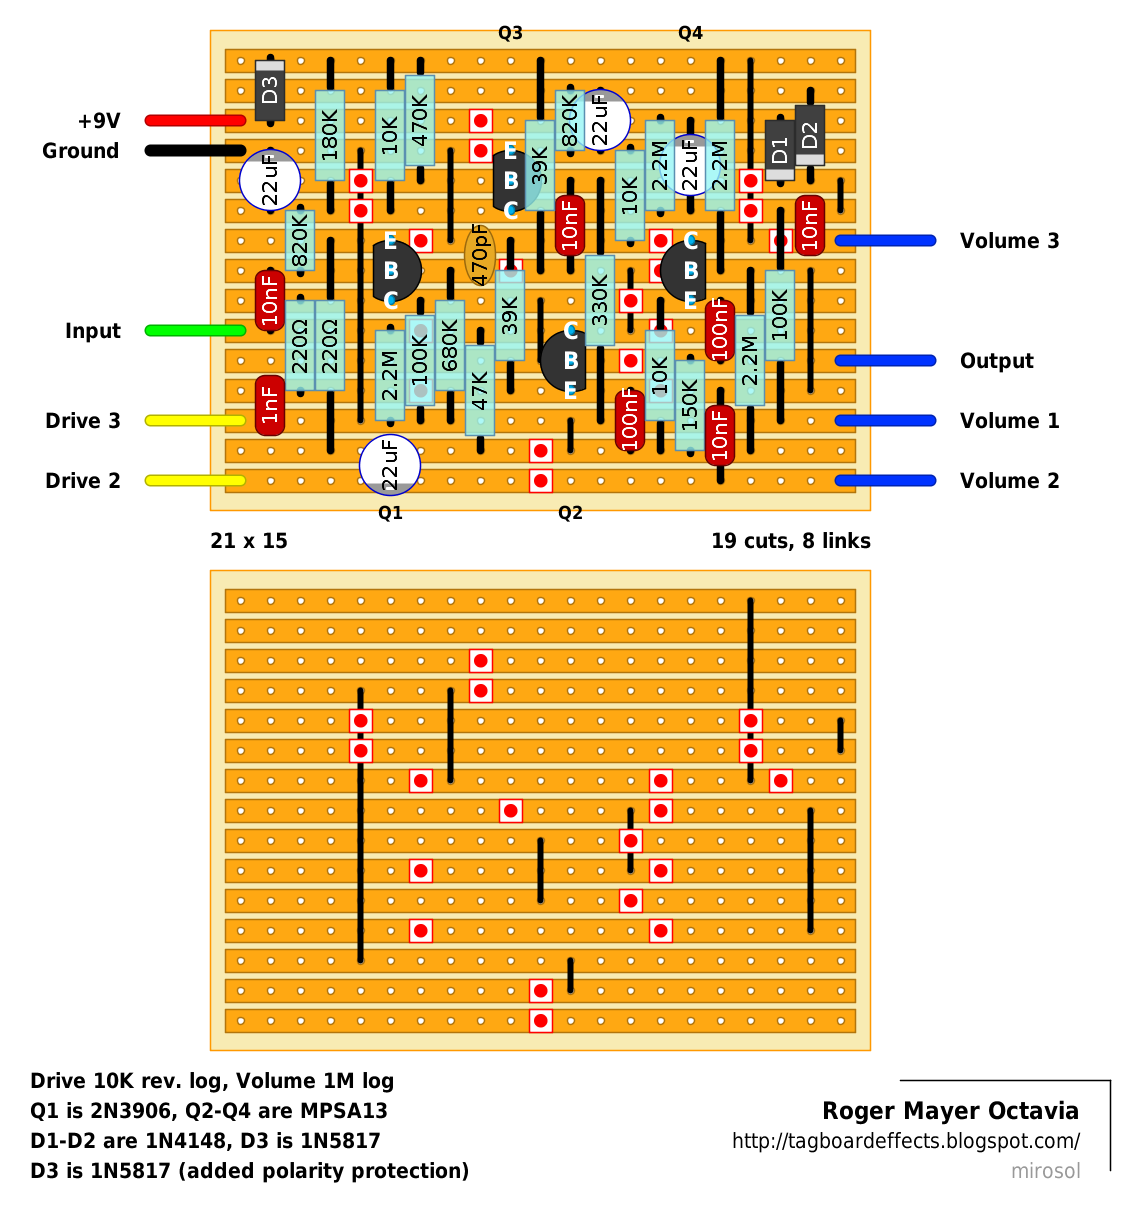 Q3 Q4
D3 180K 10K 470K 820K 22uF D2
+9V
39K 2.2M 22uF 2.2M D1
Ground
E
22uF B 10K
C 10nF 10nF
820K
E 470pF C Volume 3
B B
C E
10nF 39K 330K 100nF 100K
Input 220Ω 220Ω 100K 680K C
2.2M B 10K 2.2M Output
47K E
1nF 150K
Drive 3 100nF 10nF Volume 1
22uF
Drive 2 Volume 2
Q1 Q2
21 x 15 19 cuts, 8 links
Drive 10K rev. log, Volume 1M log
Q1 is 2N3906, Q2-Q4 are MPSA13
D1-D2 are 1N4148, D3 is 1N5817
D3 is 1N5817 (added polarity protection)
Roger Mayer Octavia
http://tagboardeffects.blogspot.com/
mirosol